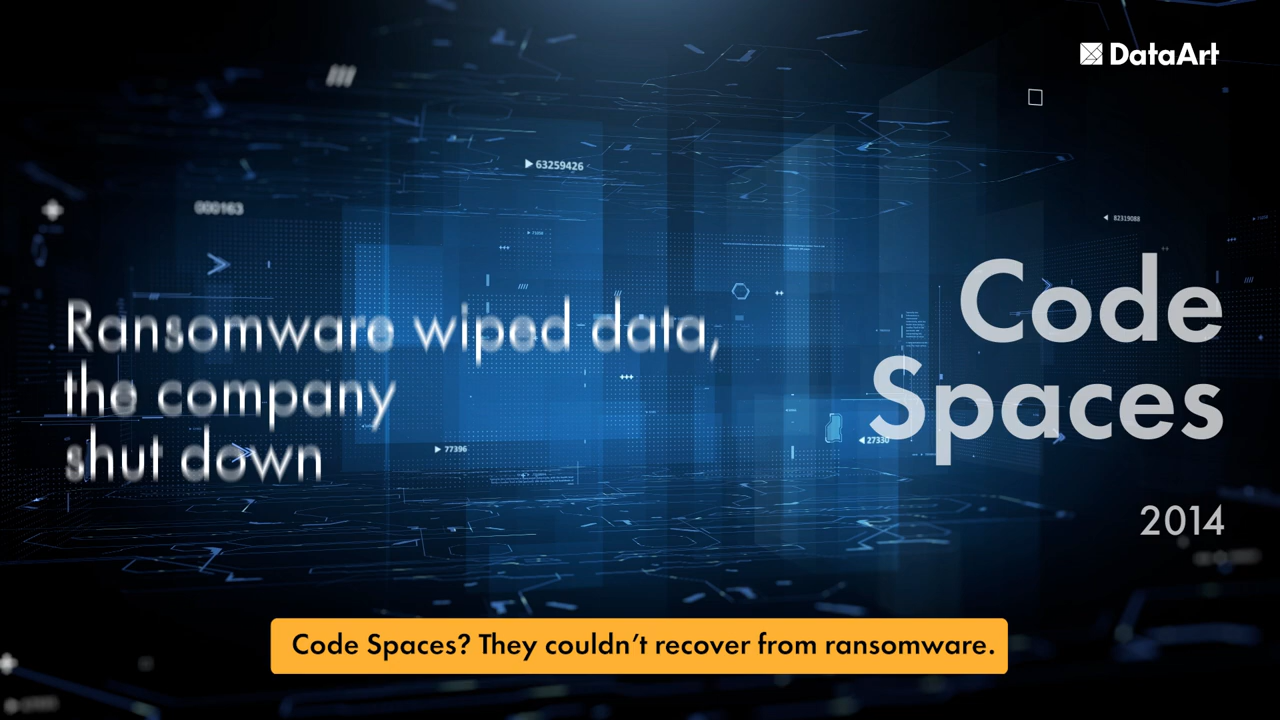 DataArt
63259426
000163
82319088
Ransomware wiped data,
the company
shut down
Code
Spaces
77396
27330
2014
Code Spaces? They couldn't recover from ransomware.